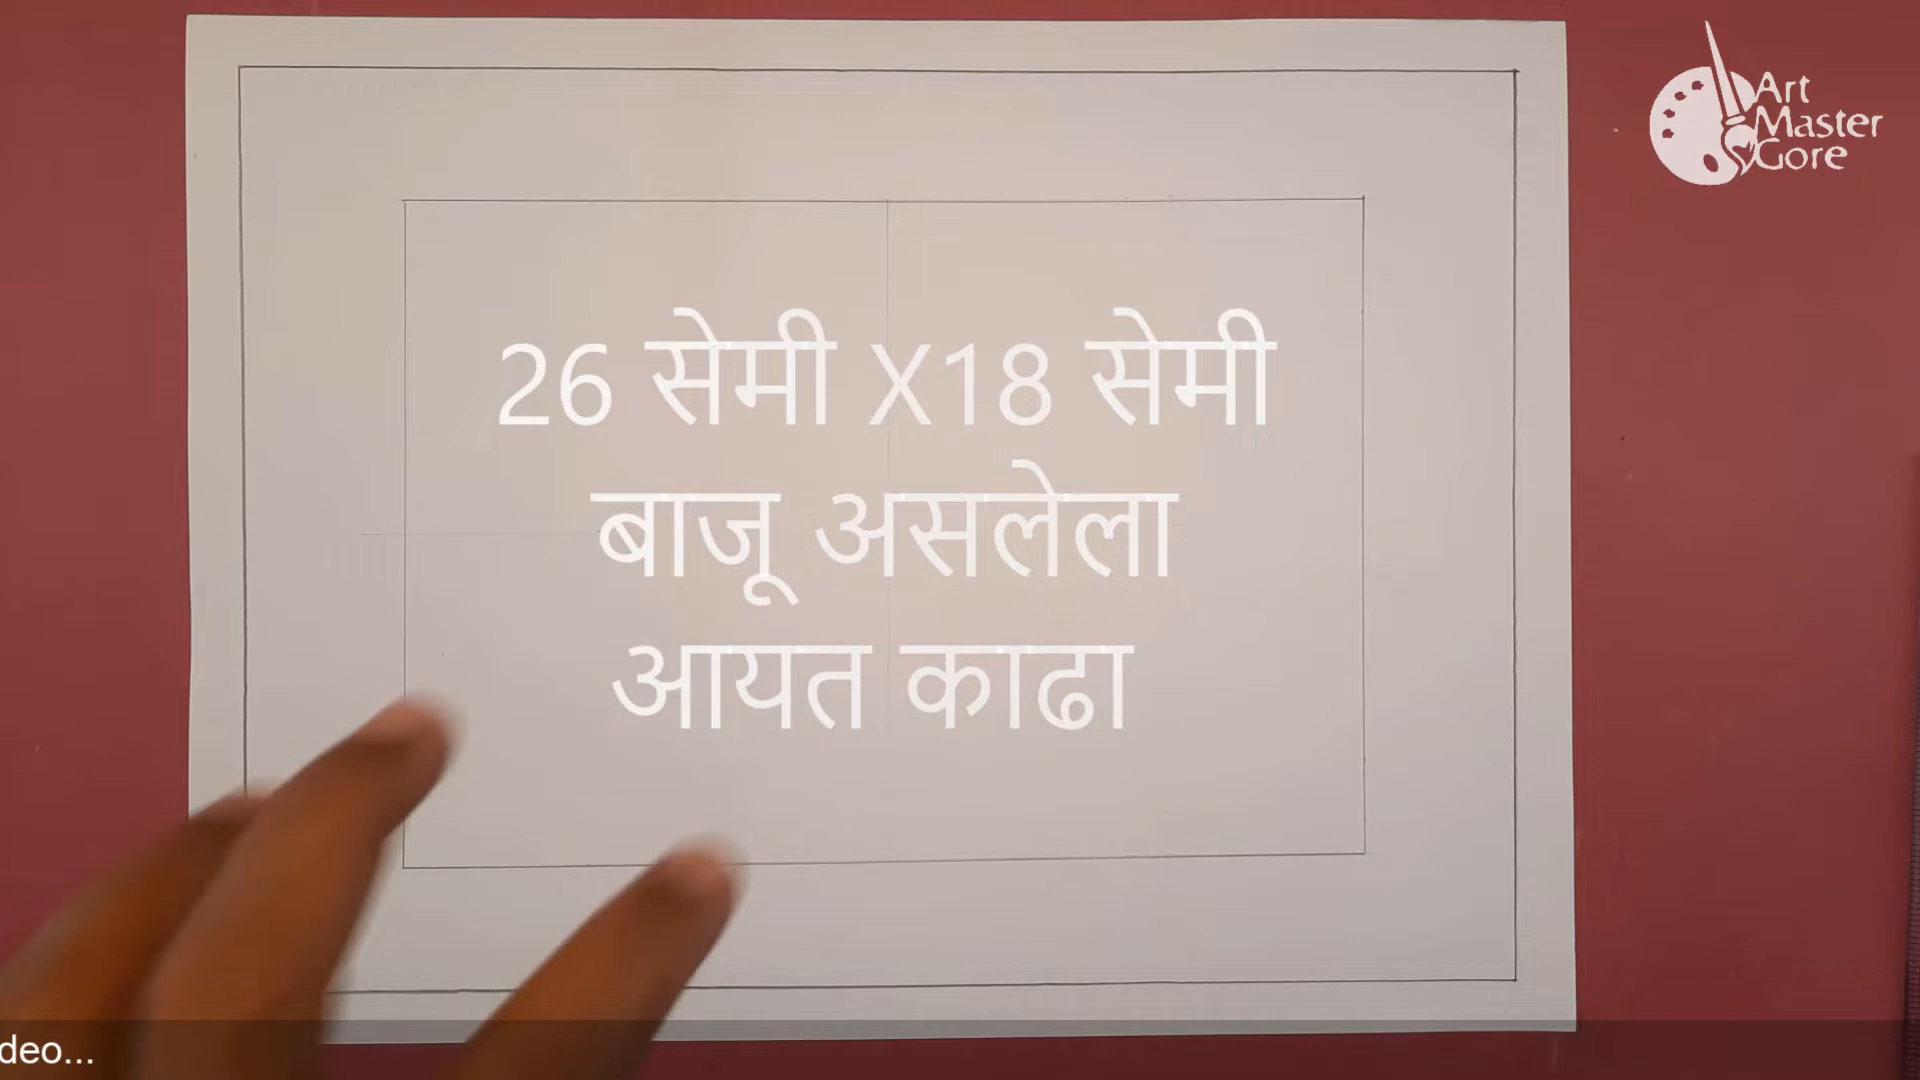 Art
Master
Gore
26 सेमी X18 सेमी
बाजू असलेला
आयत काढा
deo...